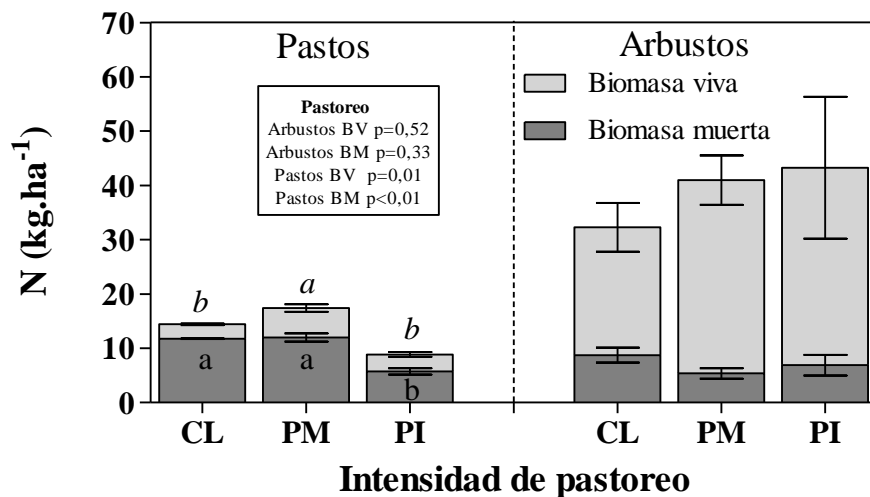 70
60
50
40
30
20
10
0
N (kg.ha⁻¹)
Pastos
Arbustos
Pastoreo
Arbustos BV p=0,52
Arbustos BM p=0,33
Pastos BV p=0,01
Pastos BM p<0,01
Biomasa viva
Biomasa muerta
b
a
b
a
a
b
CL
PM
PI
CL
PM
PI
Intensidad de pastoreo